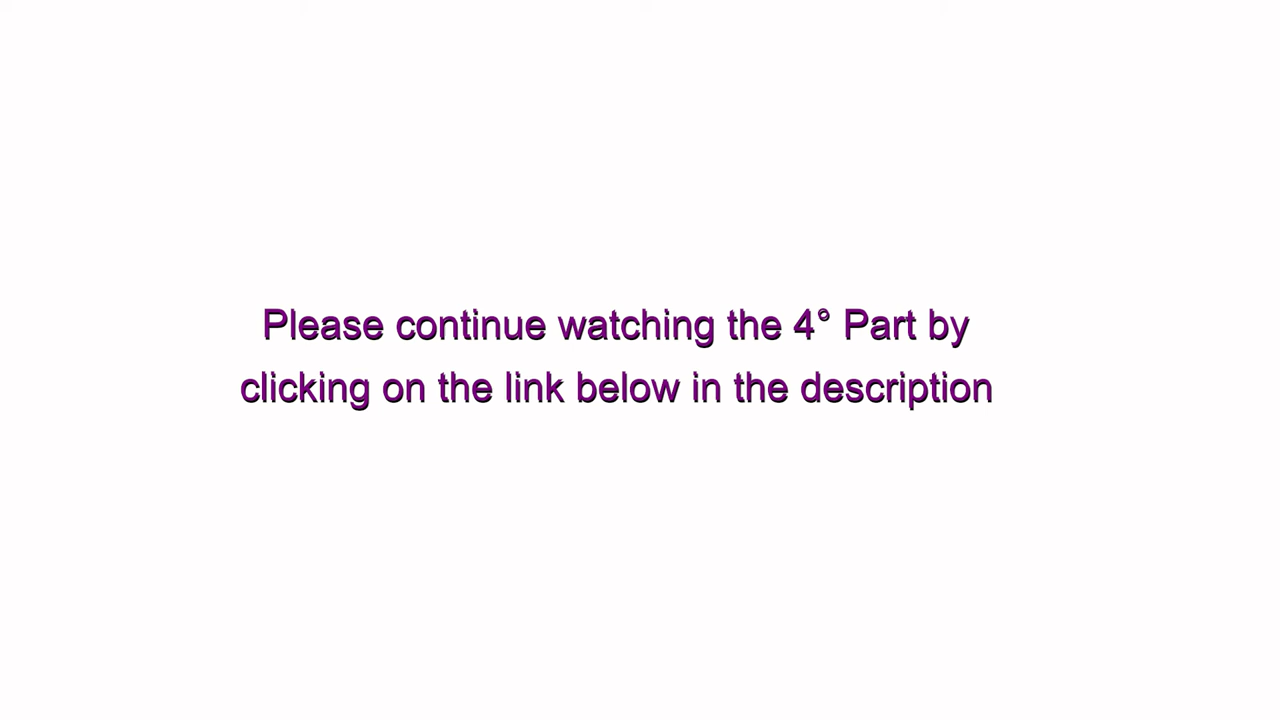 Please continue watching the 4° Part by
clicking on the link below in the description